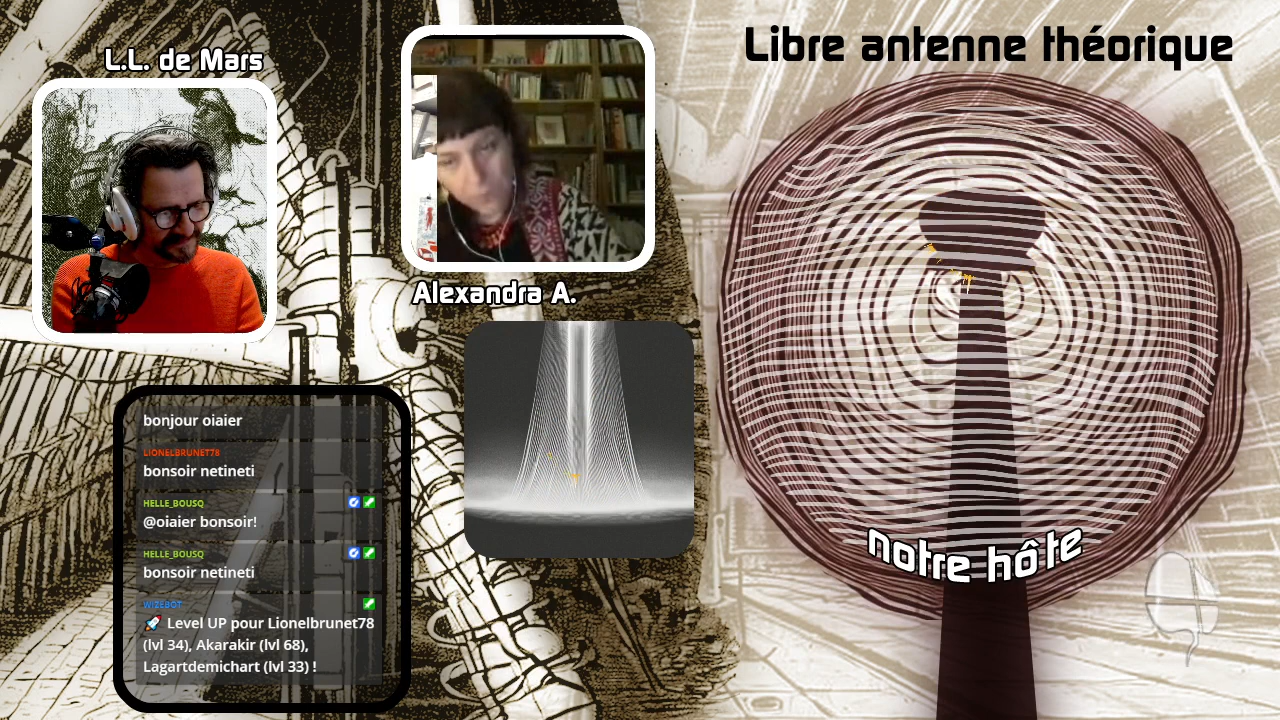 L.L. de Mars
Libre antenne théorique
Alexandra A.
bonjour oiaier
LIONELBRUNET78
bonsoir netineti
HELLE_BOUSQ
@oiaier bonsoir!
HELLE_BOUSQ
bonsoir netineti
WIZEBOT
🚀 Level UP pour Lionelbrunet78
(lvl 34), Akarakir (lvl 68),
Lagartdemichart (lvl 33) !
notre hôte